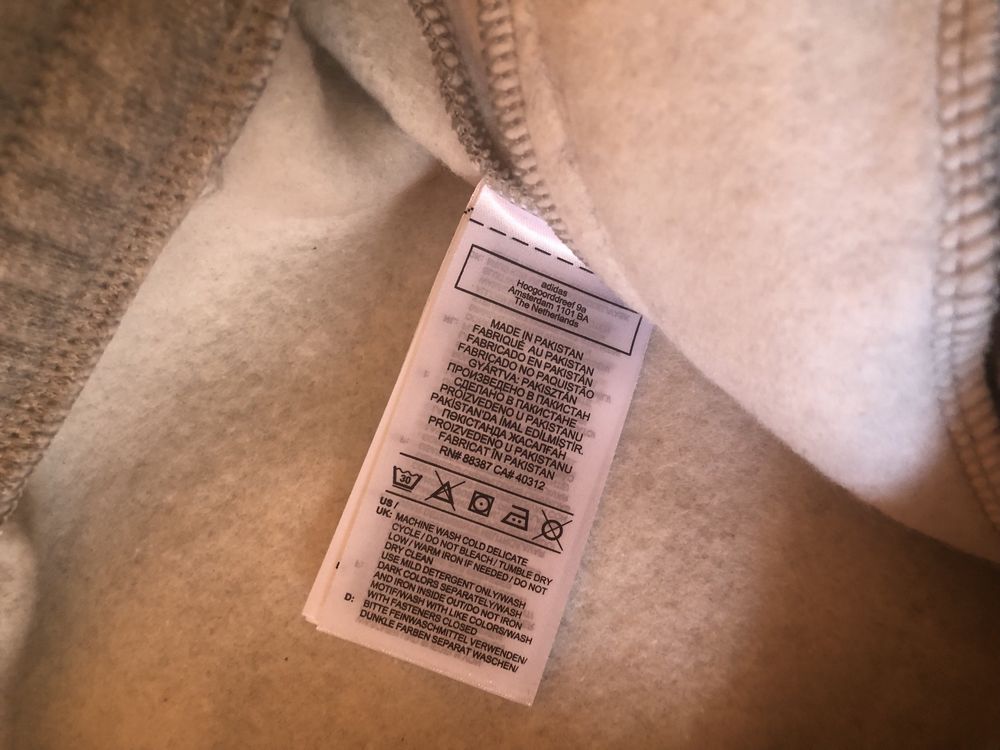 adidas
Hoogoorddreef 9a
Amsterdam 1101 BA
The Netherlands
MADE IN PAKISTAN
FABRIQUÉ AU PAKISTAN
FABRICADO EN PAKISTÁN
FABRICADO NO PAQUISTÃO
GYÁRTVA: PAKISZTÁN
ПРОИЗВЕДЕНО В ПАКИСТАН
СДЕЛАНО В ПАКИСТАНЕ
PROIZVEDENO U PAKISTANU
PAKISTAN'DA İMAL EDİLMİŞTİR.
ПӘКІСТАНДА ЖАСАЛҒАН
PROIZVEDENO U PAKISTANU
FABRICAT ÎN PAKISTAN
RN# 88387 CA# 40312
30
US /
UK: MACHINE WASH COLD DELICATE
CYCLE / DO NOT BLEACH / TUMBLE DRY
LOW / WARM IRON IF NEEDED / DO NOT
DRY CLEAN
USE MILD DETERGENT ONLY/WASH
DARK COLORS SEPARATELY/WASH
AND IRON INSIDE OUT/DO NOT IRON
MOTIF/WASH WITH LIKE COLORS/WASH
WITH FASTENERS CLOSED
D: BITTE FEINWASCHMITTEL VERWENDEN/
DUNKLE FARBEN SEPARAT WASCHEN/